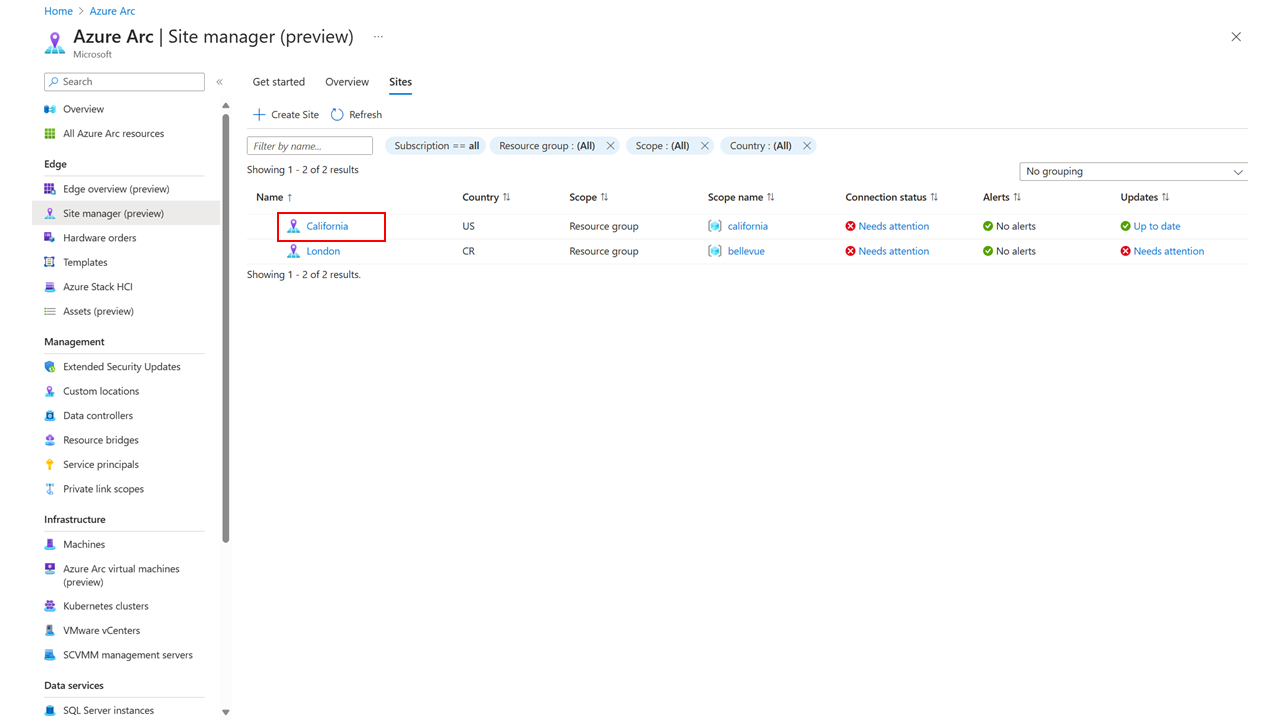 Home > Azure Arc
Azure Arc | Site manager (preview) ...
Microsoft
Search «
Overview
All Azure Arc resources
Edge
Edge overview (preview)
Site manager (preview)
Hardware orders
Templates
Azure Stack HCI
Assets (preview)
Management
Extended Security Updates
Custom locations
Data controllers
Resource bridges
Service principals
Private link scopes
Infrastructure
Machines
Azure Arc virtual machines
(preview)
Kubernetes clusters
VMware vCenters
SCVMM management servers
Data services
SQL Server instances
Get started Overview Sites
+ Create Site Refresh
Filter by name... Subscription == all Resource group : (All) × Scope : (All) × Country : (All) ×
Showing 1 - 2 of 2 results
No grouping
Name ↑ Country ↑↓ Scope ↑↓ Scope name ↑↓ Connection status ↑↓ Alerts ↑↓ Updates ↑↓
California US Resource group california Needs attention No alerts Up to date
London CR Resource group bellevue Needs attention No alerts Needs attention
Showing 1 - 2 of 2 results.